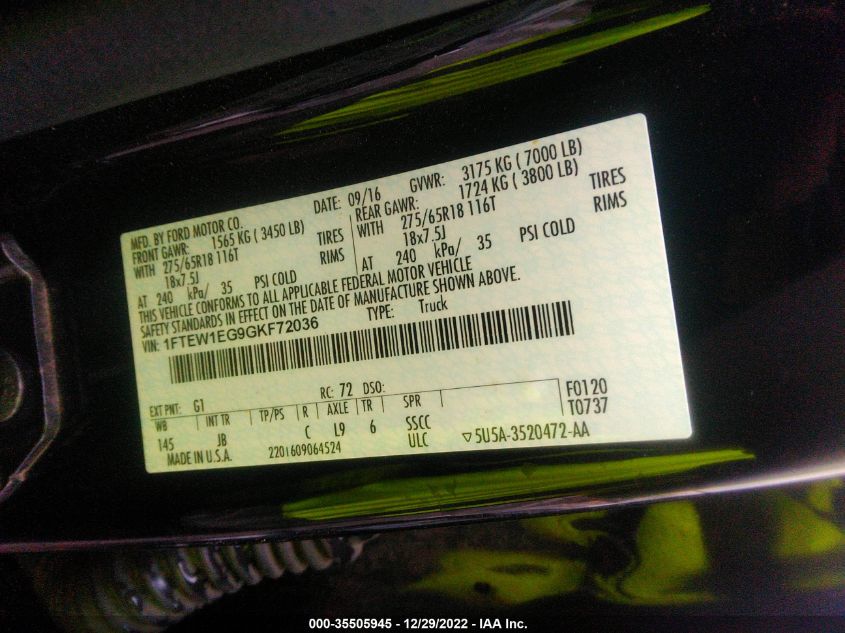 MFD. BY FORD MOTOR CO.
DATE: 09/16 GVWR: 3175 KG ( 7000 LB)
FRONT GAWR: 1565 KG ( 3450 LB)
WITH 275/65R18 116T TIRES
18x7.5J RIMS
AT 240 kPa/ 35 PSI COLD
REAR GAWR: 1724 KG ( 3800 LB)
WITH 275/65R18 116T TIRES
18x7.5J RIMS
AT 240 kPa/ 35 PSI COLD
THIS VEHICLE CONFORMS TO ALL APPLICABLE FEDERAL MOTOR VEHICLE
SAFETY STANDARDS IN EFFECT ON THE DATE OF MANUFACTURE SHOWN ABOVE.
VIN: 1FTEW1EG9GKF72036 TYPE: Truck
EXT PNT: G1 RC: 72 DSO: F0120
WB INT TR TP/PS R AXLE TR SPR T0737
145 JB C L9 6 SSCC
MADE IN U.S.A. 2201609064524 ULC ▽5U5A-3520472-AA
000-35505945 - 12/29/2022 - IAA Inc.